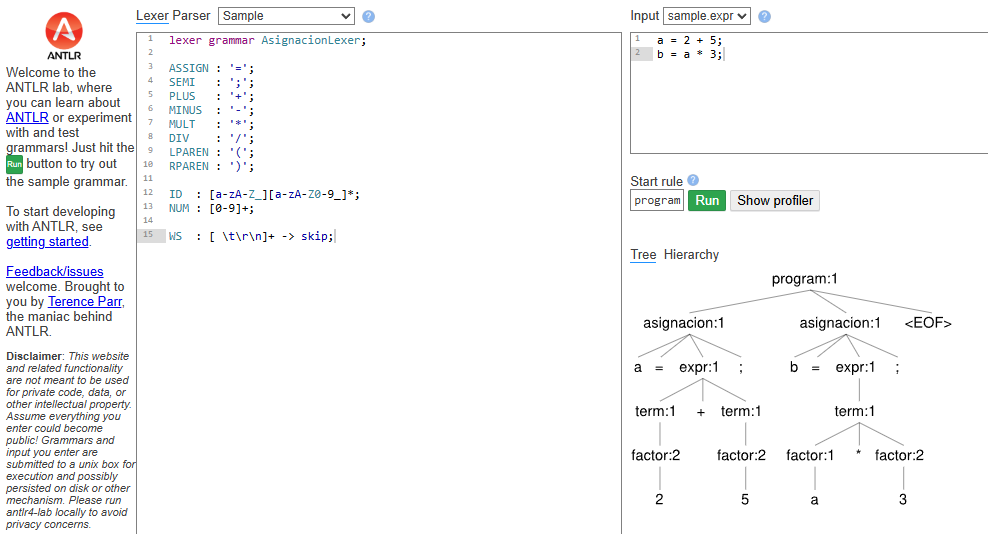 ANTLR
Welcome to the
ANTLR lab, where
you can learn about
ANTLR or experiment
with and test
grammars! Just hit the
Run button to try out
the sample grammar.
To start developing
with ANTLR, see
getting started.
Feedback/issues
welcome. Brought to
you by Terence Parr,
the maniac behind
ANTLR.
Disclaimer: This website
and related functionality
are not meant to be used
for private code, data, or
other intellectual property.
Assume everything you
enter could become
public! Grammars and
input you enter are
submitted to a unix box for
execution and possibly
persisted on disk or other
mechanism. Please run
antlr4-lab locally to avoid
privacy concerns.
Lexer Parser Sample ?
1 lexer grammar AsignacionLexer;
2
3 ASSIGN : '=';
4 SEMI : ';';
5 PLUS : '+';
6 MINUS : '-';
7 MULT : '*';
8 DIV : '/';
9 LPAREN : '(';
10 RPAREN : ')';
11
12 ID : [a-zA-Z_][a-zA-Z0-9_]*;
13 NUM : [0-9]+;
14
15 WS : [ \t\r\n]+ -> skip;
Input sample.expr ?
1 a = 2 + 5;
2 b = a * 3;
Start rule ?
program Run Show profiler
Tree Hierarchy
program:1
asignacion:1 asignacion:1 <EOF>
a = expr:1 ; b = expr:1 ;
term:1 + term:1 term:1
factor:2 factor:2 factor:1 * factor:2
2 5 a 3